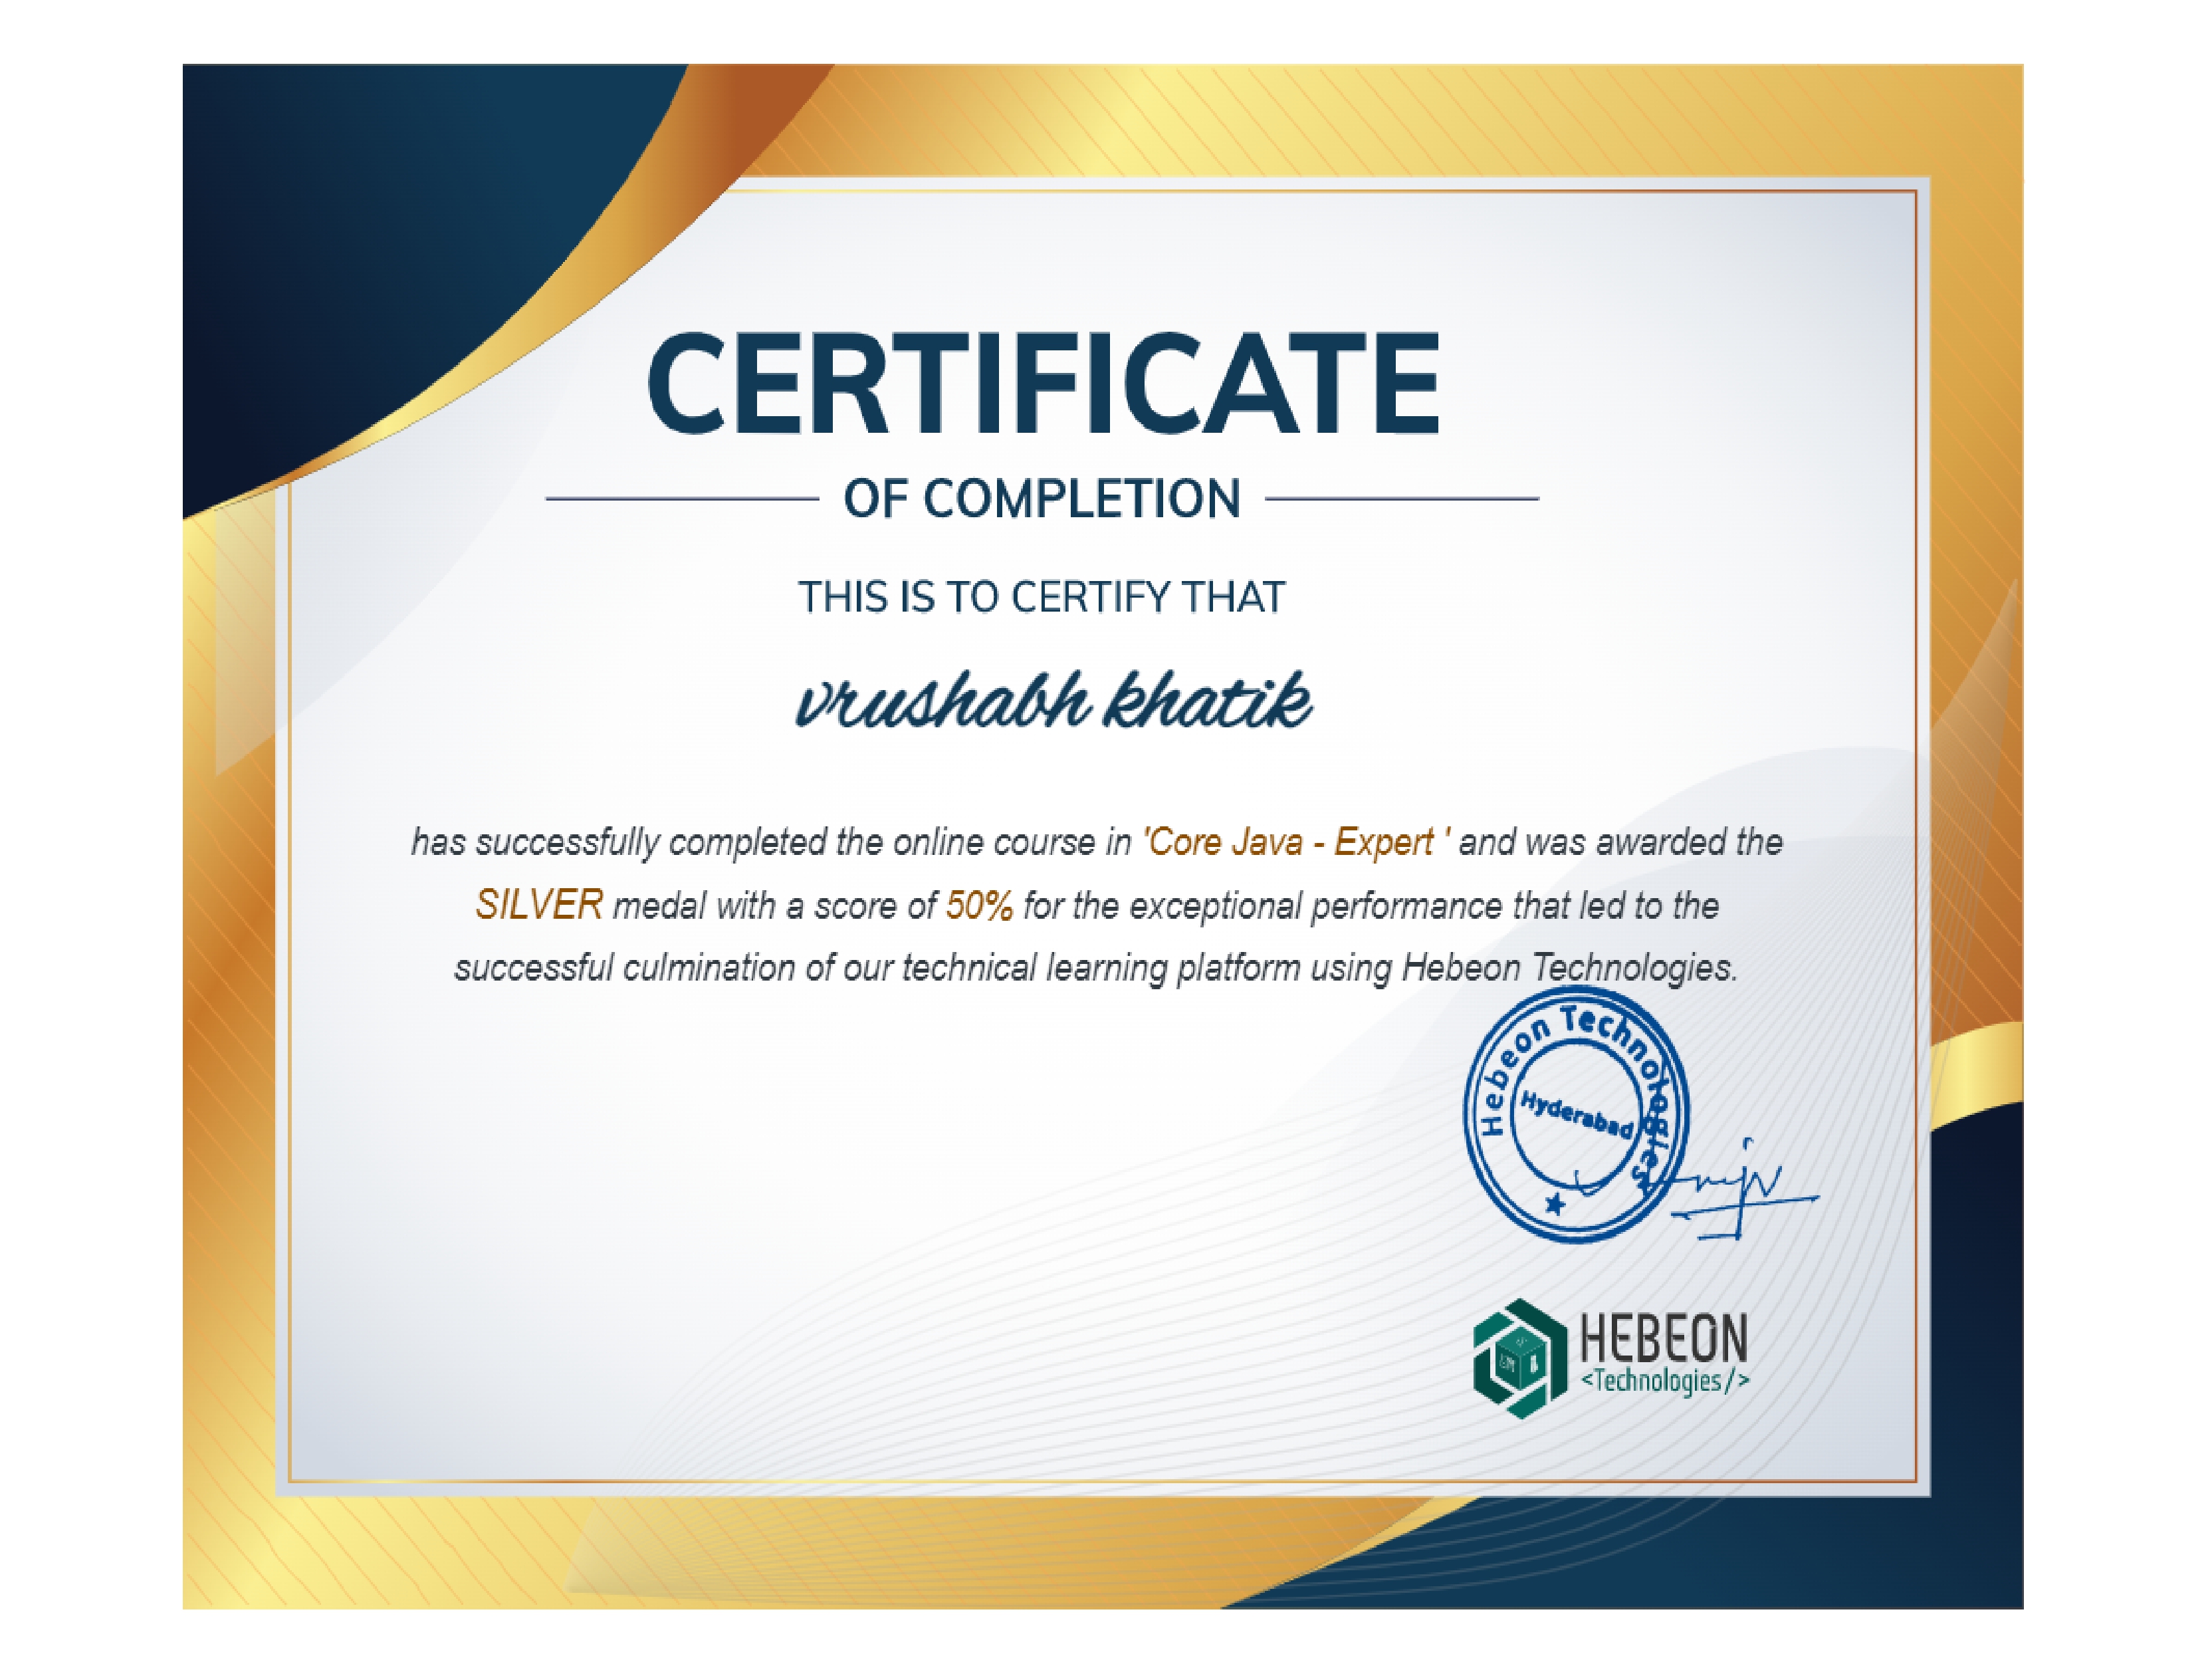 CERTIFICATE
OF COMPLETION
THIS IS TO CERTIFY THAT
vrushabh khatik
has successfully completed the online course in 'Core Java - Expert ' and was awarded the
SILVER medal with a score of 50% for the exceptional performance that led to the
successful culmination of our technical learning platform using Hebeon Technologies.
Hebeon Technologies
Hyderabad
HEBEON
<Technologies/>